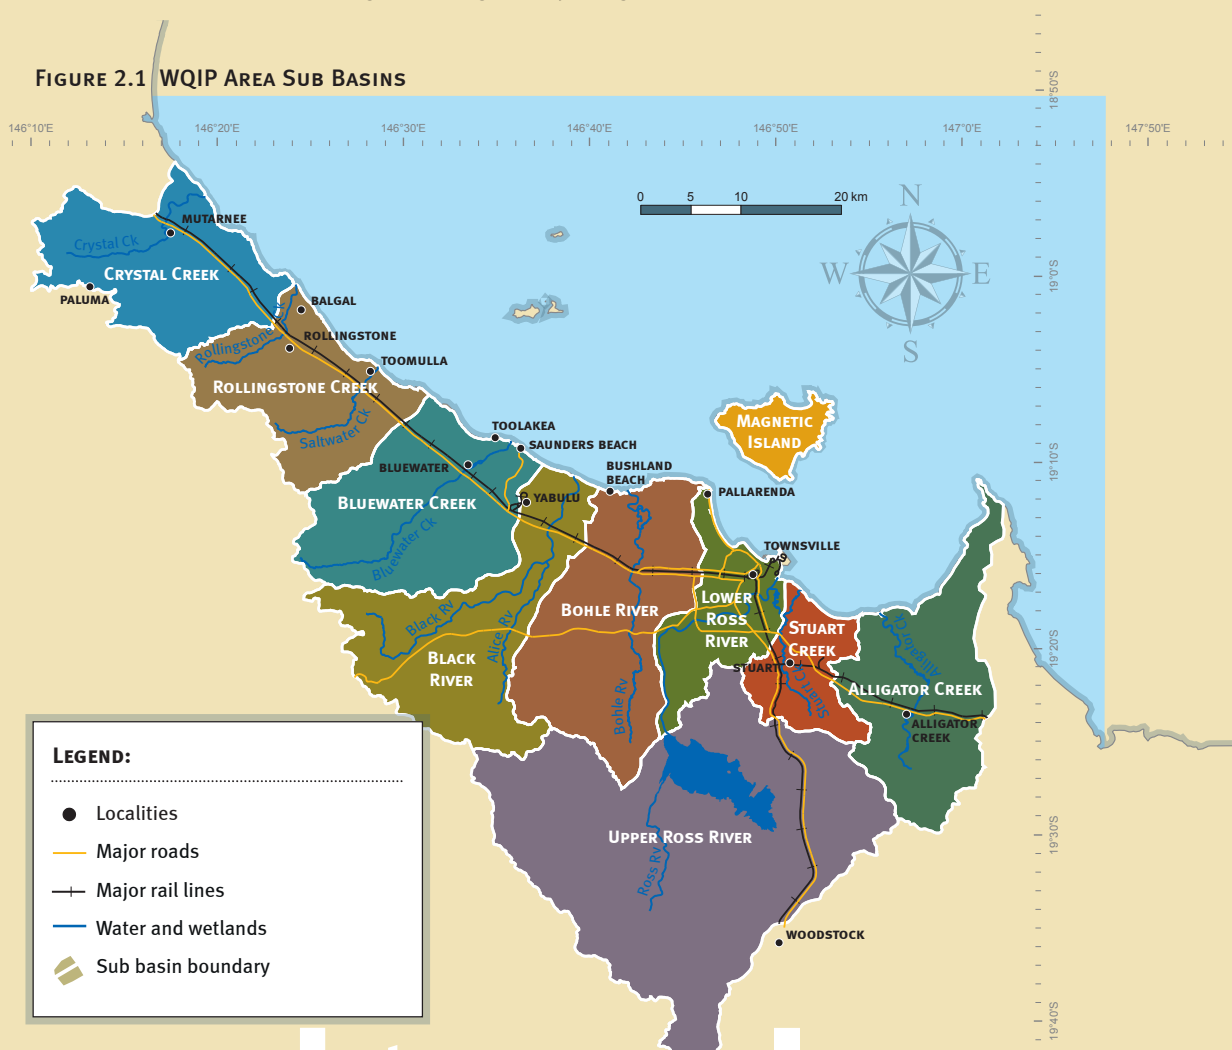 FIGURE 2.1 WQIP AREA SUB BASINS
146°10'E 146°20'E 146°30'E 146°40'E 146°50'E 147°0'E 147°50'E
18°50'S
19°0'S
19°10'S
19°20'S
19°30'S
19°40'S
0 5 10 20 km
N
W E
S
MUTARNEE
Crystal Ck
CRYSTAL CREEK
PALUMA
BALGAL
Rollingstone Ck
ROLLINGSTONE
TOOMULLA
ROLLINGSTONE CREEK
Saltwater Ck
TOOLAKEA
SAUNDERS BEACH
BLUEWATER
BLUEWATER CREEK
Bluewater Ck
YABULU
BUSHLAND
BEACH
PALLARENDA
MAGNETIC
ISLAND
TOWNSVILLE
Black Rv
Alice Rv
BLACK
RIVER
BOHLE RIVER
Bohle Rv
LOWER
ROSS
RIVER
STUART
CREEK
STUART
Stuart Ck
Alligator Ck
ALLIGATOR CREEK
ALLIGATOR
CREEK
UPPER ROSS RIVER
Ross Rv
WOODSTOCK
LEGEND:
Localities
Major roads
Major rail lines
Water and wetlands
Sub basin boundary